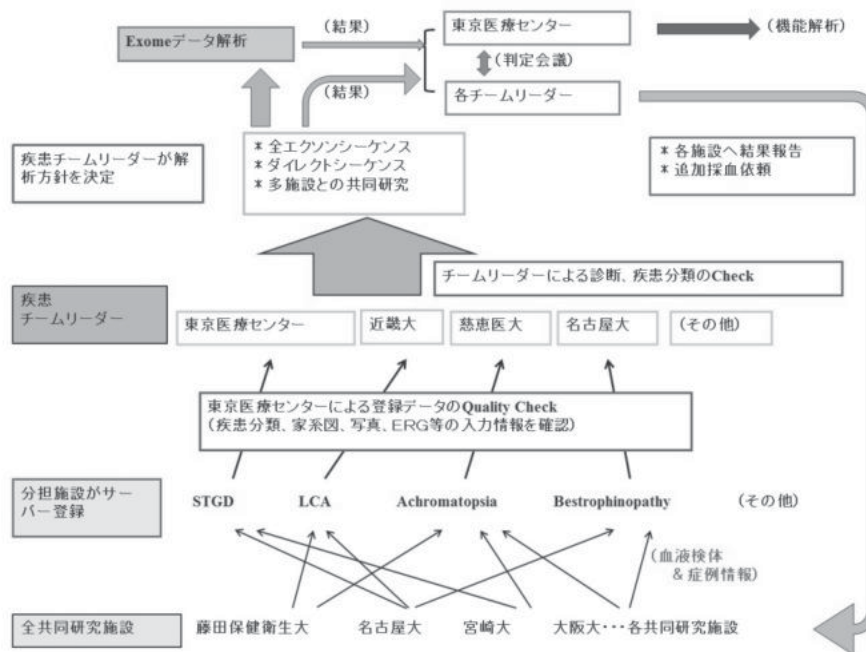 (結果)
東京医療センター
(機能解析)
Exomeデータ解析
(判定会議)
(結果)
各チームリーダー
疾患チームリーダーが解
析方針を決定
* 全エクソンシーケンス
* ダイレクトシーケンス
* 多施設との共同研究
* 各施設へ結果報告
* 追加採血依頼
チームリーダーによる診断、疾患分類のCheck
疾患
チームリーダー
東京医療センター
近畿大
慈恵医大
名古屋大
(その他)
東京医療センターによる登録データのQuality Check
(疾患分類、家系図、写真、ERG等の入力情報を確認)
分担施設がサー
バー登録
STGD
LCA
Achromatopsia
Bestrophinopathy
(その他)
(血液検体
& 症例情報)
全共同研究施設
藤田保健衛生大
名古屋大
宮崎大
大阪大・・・各共同研究施設